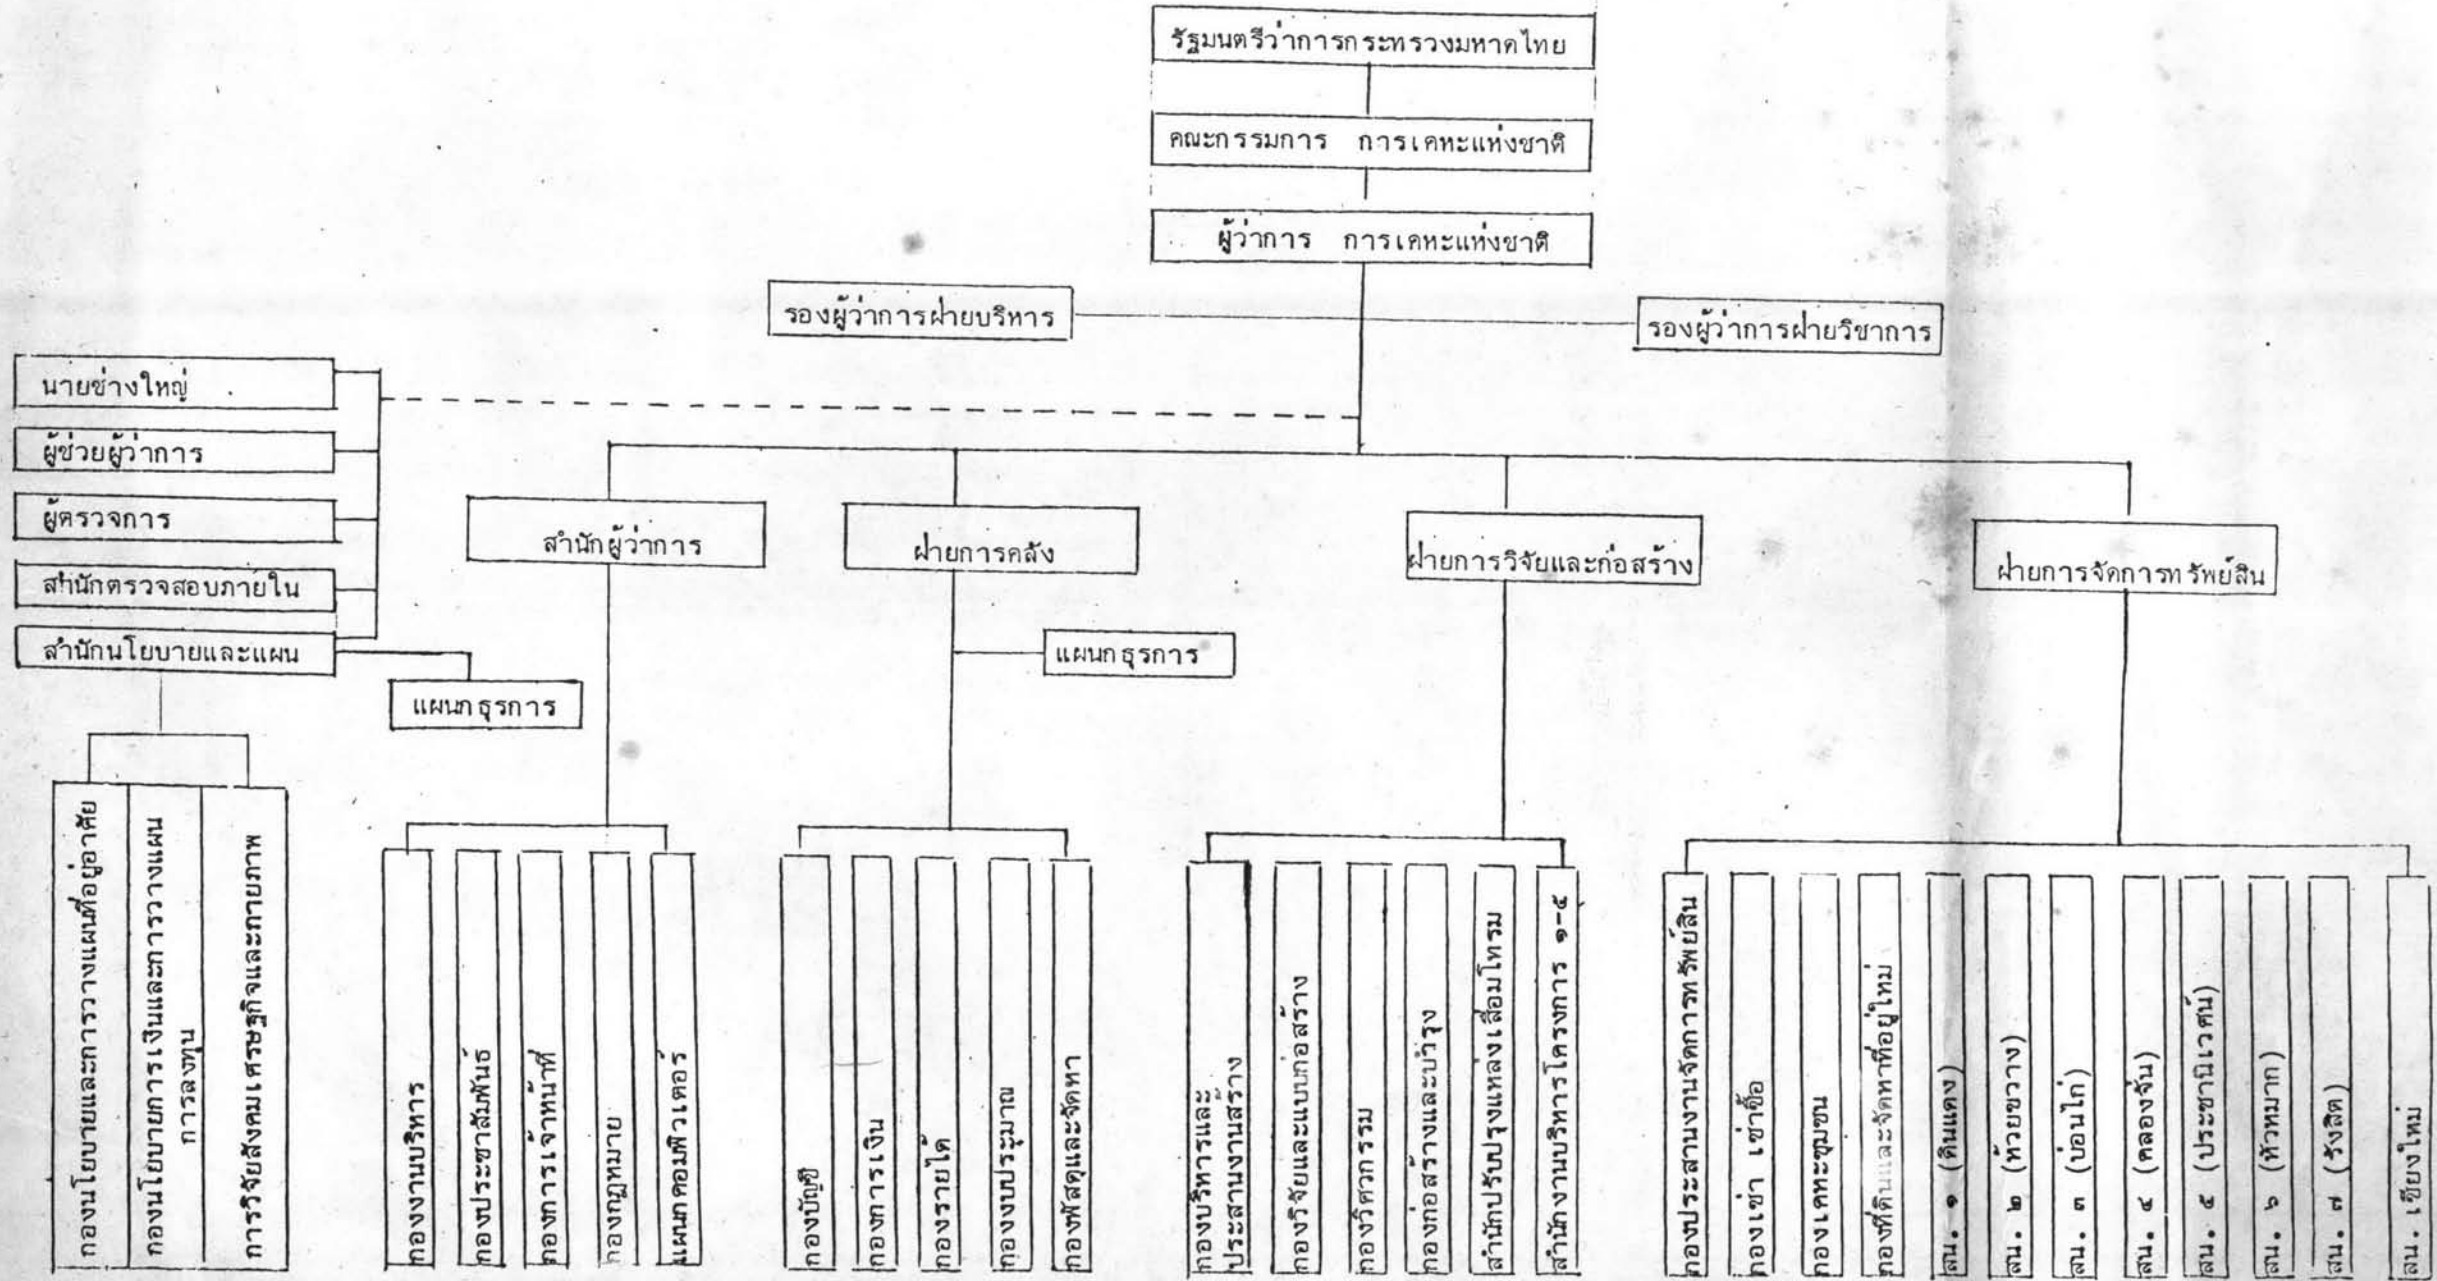 รัฐมนตรีว่าการกระทรวงมหาดไทย
คณะกรรมการ การเคหะแห่งชาติ
ผู้ว่าการ การเคหะแห่งชาติ
รองผู้ว่าการฝ่ายบริหาร
รองผู้ว่าการฝ่ายวิชาการ
นายช่างใหญ่
ผู้ช่วยผู้ว่าการ
ผู้ตรวจการ
สำนักตรวจสอบภายใน
สำนักนโยบายและแผน
แผนกธุรการ
สำนักผู้ว่าการ
ฝ่ายการคลัง
ฝ่ายการวิจัยและก่อสร้าง
ฝ่ายการจัดการทรัพย์สิน
แผนกธุรการ
กองนโยบายและการวางแผนที่อยู่อาศัย
กองนโยบายการเงินและการวางแผน
การลงทุน
การวิจัยสังคมเศรษฐกิจและกายภาพ
กองงานบริหาร
กองประชาสัมพันธ์
กองการเจ้าหน้าที่
กองกฎหมาย
แผนกคอมพิวเตอร์
กองบัญชี
กองการเงิน
กองรายได้
กองงบประมาณ
กองพัสดุและจัดหา
กองบริหารและ
ประสานงานสร้าง
กองวิจัยและแบบก่อสร้าง
กองวิศวกรรม
กองก่อสร้างและบำรุง
สำนักปรับปรุงแหล่งเสื่อมโทรม
สำนักงานบริหารโครงการ ๑-๕
กองประสานงานจัดการทรัพย์สิน
กองเช่า เช่าซื้อ
กองเคหะชุมชน
กองที่ดินและจัดหาที่อยู่ใหม่
สน. ๑ (ดินแดง)
สน. ๒ (ห้วยขวาง)
สน. ๓ (บ่อนไก่)
สน. ๔ (คลองจั่น)
สน. ๕ (ประชานิเวศน์)
สน. ๖ (หัวหมาก)
สน. ๗ (รังสิต)
สน. เชียงใหม่